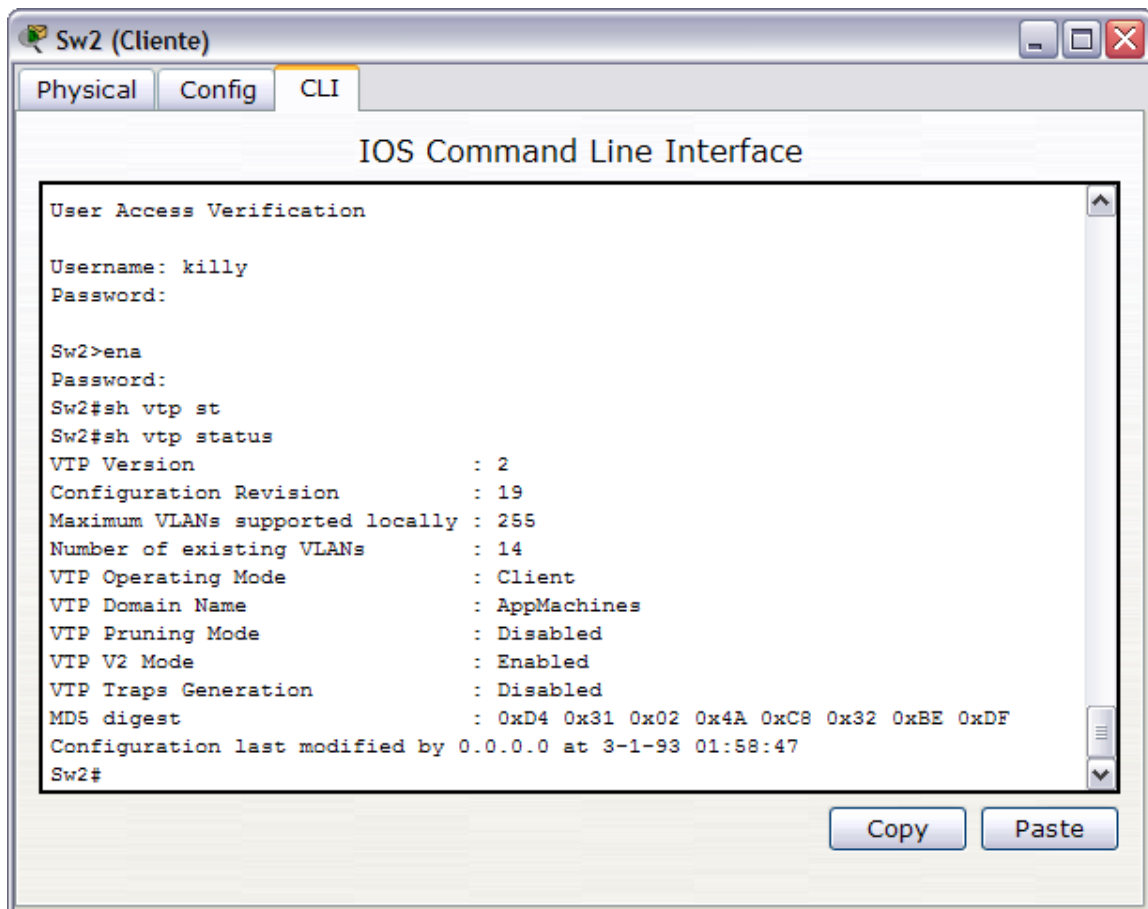 Sw2 (Cliente)
Physical Config CLI
IOS Command Line Interface
User Access Verification
Username: killy
Password:
Sw2>ena
Password:
Sw2#sh vtp st
Sw2#sh vtp status
VTP Version : 2
Configuration Revision : 19
Maximum VLANs supported locally : 255
Number of existing VLANs : 14
VTP Operating Mode : Client
VTP Domain Name : AppMachines
VTP Pruning Mode : Disabled
VTP V2 Mode : Enabled
VTP Traps Generation : Disabled
MD5 digest : 0xD4 0x31 0x02 0x4A 0xC8 0x32 0xBE 0xDF
Configuration last modified by 0.0.0.0 at 3-1-93 01:58:47
Sw2#
Copy Paste